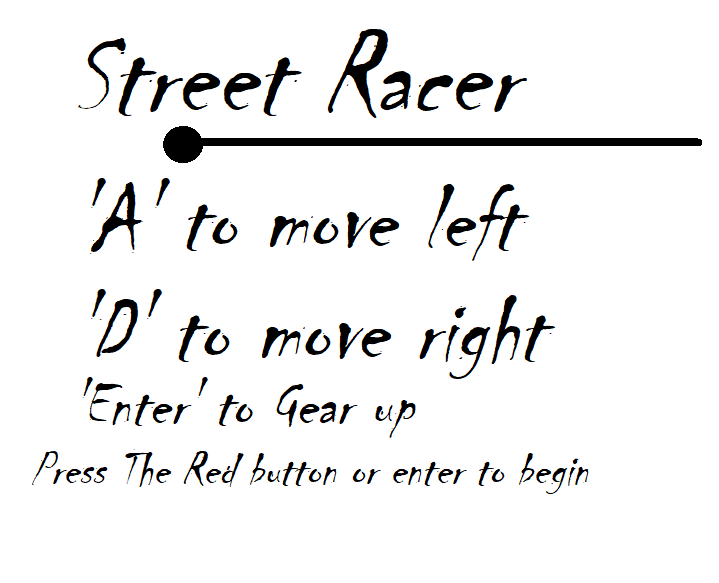 Street Racer
'A' to move left
'D' to move right
'Enter' to Gear up
Press The Red button or enter to begin